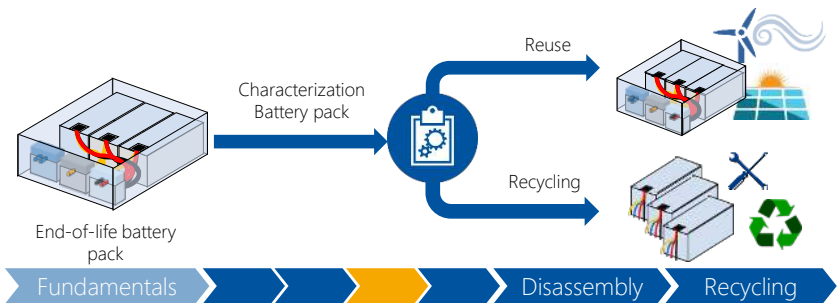 Reuse
Characterization
Battery pack
Recycling
End-of-life battery
pack
Fundamentals
Disassembly
Recycling